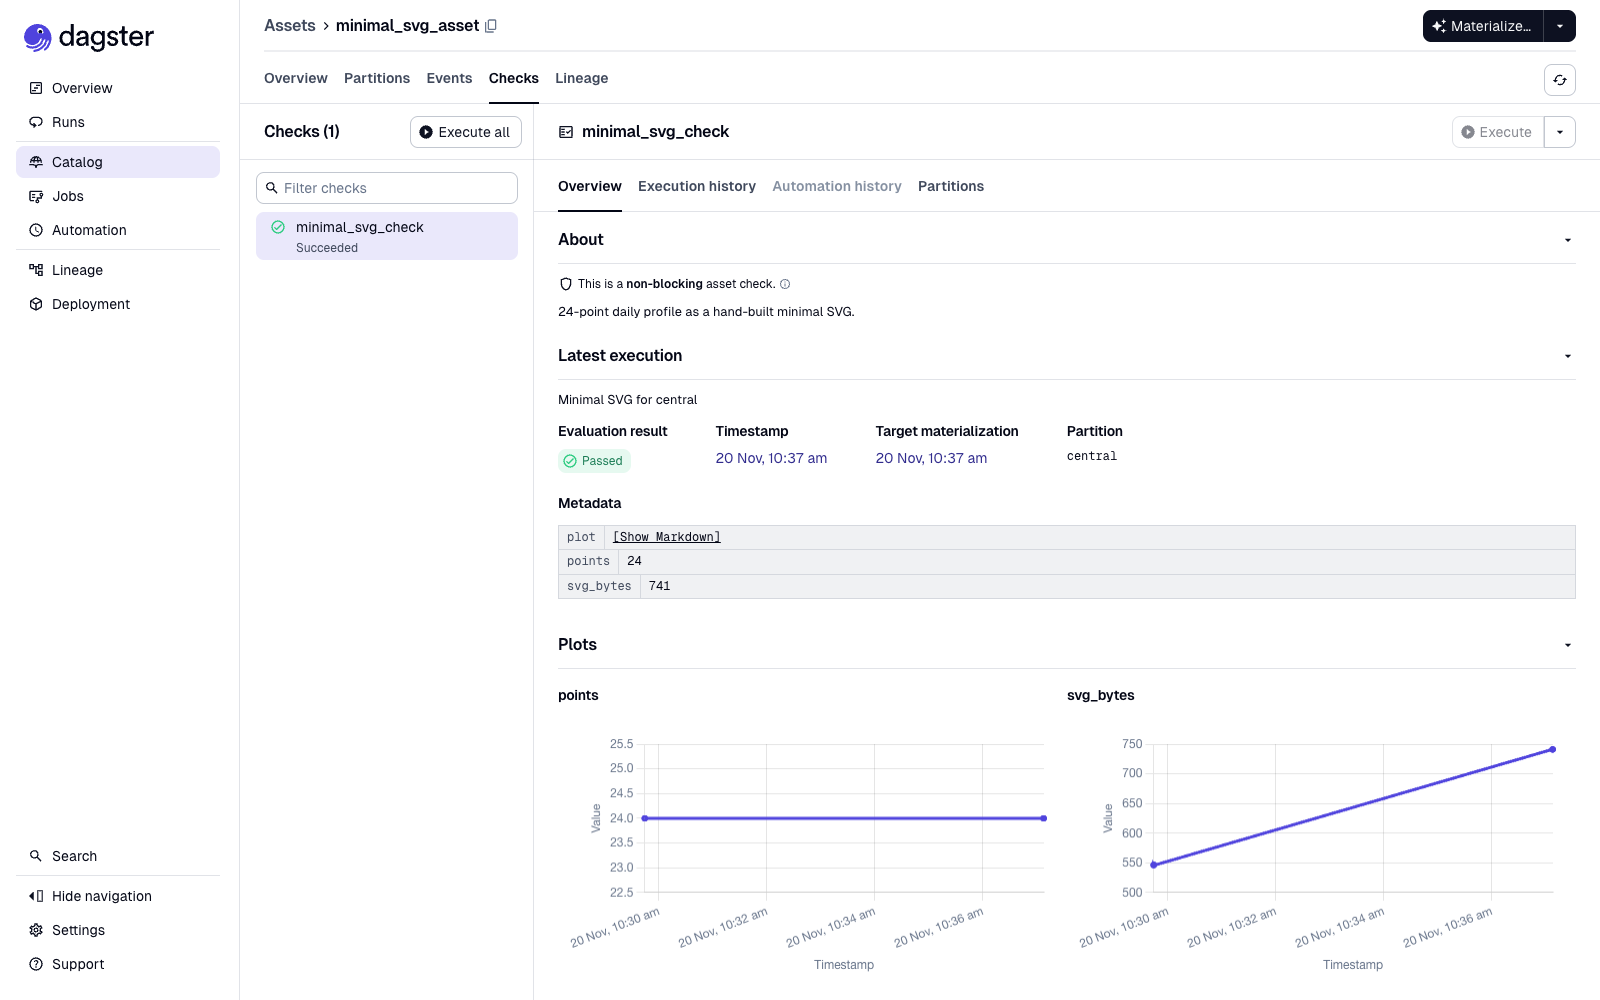 dagster
Overview
Runs
Catalog
Jobs
Automation
Lineage
Deployment
Search
Hide navigation
Settings
Support
Assets › minimal_svg_asset
Materialize...
Overview Partitions Events Checks Lineage
Checks (1)
Execute all
Filter checks
minimal_svg_check
Succeeded
minimal_svg_check
Execute
Overview Execution history Automation history Partitions
About
This is a non-blocking asset check.
24-point daily profile as a hand-built minimal SVG.
Latest execution
Minimal SVG for central
Evaluation result Timestamp Target materialization Partition
Passed 20 Nov, 10:37 am 20 Nov, 10:37 am central
Metadata
plot [Show Markdown]
points 24
svg_bytes 741
Plots
points
25.5
25.0
24.5
24.0
23.5
23.0
22.5
Value
20 Nov, 10:30 am 20 Nov, 10:32 am 20 Nov, 10:34 am 20 Nov, 10:36 am
Timestamp
svg_bytes
750
700
650
600
550
500
Value
20 Nov, 10:30 am 20 Nov, 10:32 am 20 Nov, 10:34 am 20 Nov, 10:36 am
Timestamp